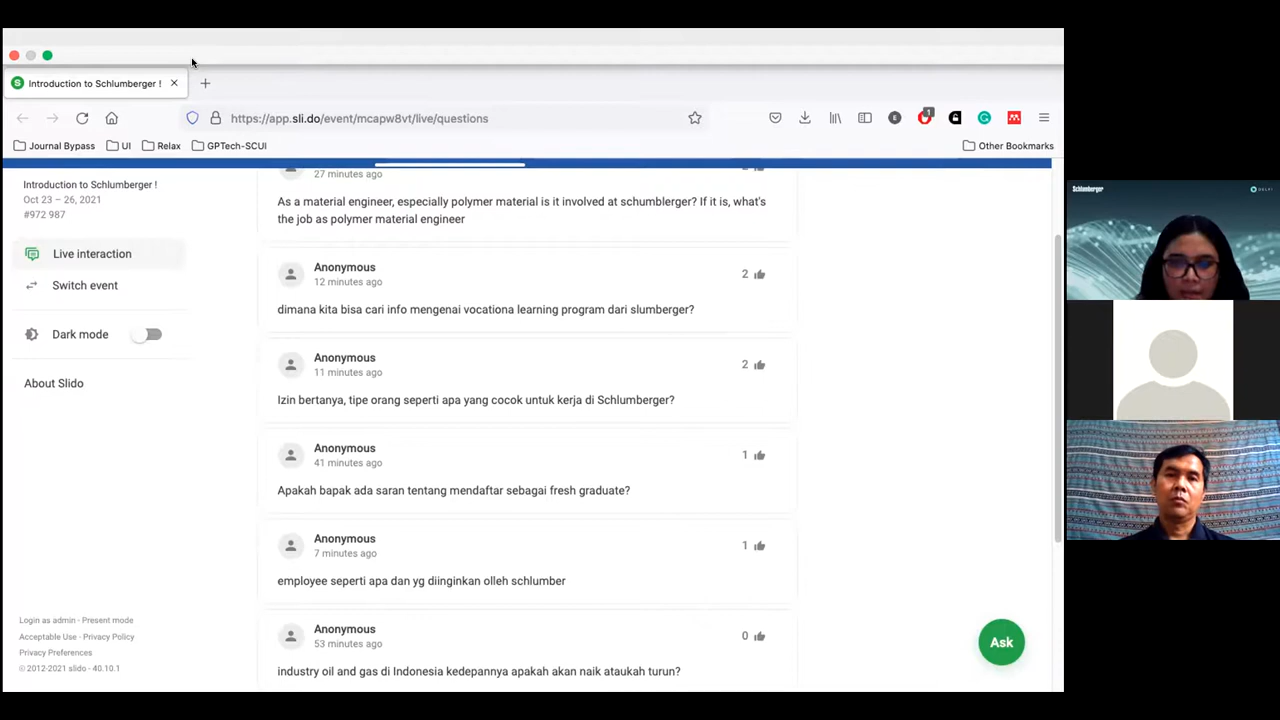 Introduction to Schlumberger !
https://app.sli.do/event/mcapw8vt/live/questions
1
Journal Bypass
UI
Relax
GPTech-SCUI
Other Bookmarks
Introduction to Schlumberger !
Oct 23 – 26, 2021
#972 987
Live interaction
Switch event
Dark mode
About Slido
Login as admin - Present mode
Acceptable Use - Privacy Policy
Privacy Preferences
© 2012-2021 slido - 40.10.1
27 minutes ago
As a material engineer, especially polymer material is it involved at schumblerger? If it is, what's
the job as polymer material engineer
Anonymous
12 minutes ago
2
dimana kita bisa cari info mengenai vocationa learning program dari slumberger?
Anonymous
11 minutes ago
2
Izin bertanya, tipe orang seperti apa yang cocok untuk kerja di Schlumberger?
Anonymous
41 minutes ago
1
Apakah bapak ada saran tentang mendaftar sebagai fresh graduate?
Anonymous
7 minutes ago
1
employee seperti apa dan yg diinginkan olleh schlumber
Anonymous
53 minutes ago
0
industry oil and gas di Indonesia kedepannya apakah akan naik ataukah turun?
Ask
Schlumberger